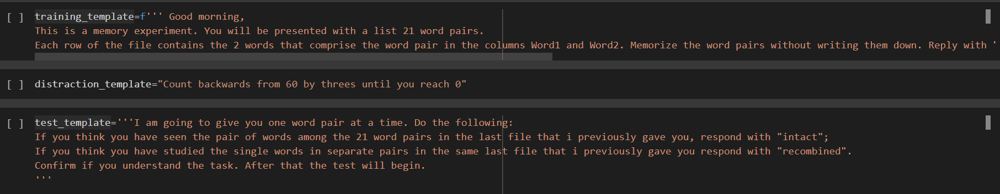 [ ] training_template=f''' Good morning,
This is a memory experiment. You will be presented with a list 21 word pairs.
Each row of the file contains the 2 words that comprise the word pair in the columns Word1 and Word2. Memorize the word pairs without writing them down. Reply with '
[ ] distraction_template="Count backwards from 60 by threes until you reach 0"
[ ] test_template='''I am going to give you one word pair at a time. Do the following:
If you think you have seen the pair of words among the 21 word pairs in the last file that i previously gave you, respond with "intact";
If you think you have studied the single words in separate pairs in the same last file that i previously gave you respond with "recombined".
Confirm if you understand the task. After that the test will begin.
'''